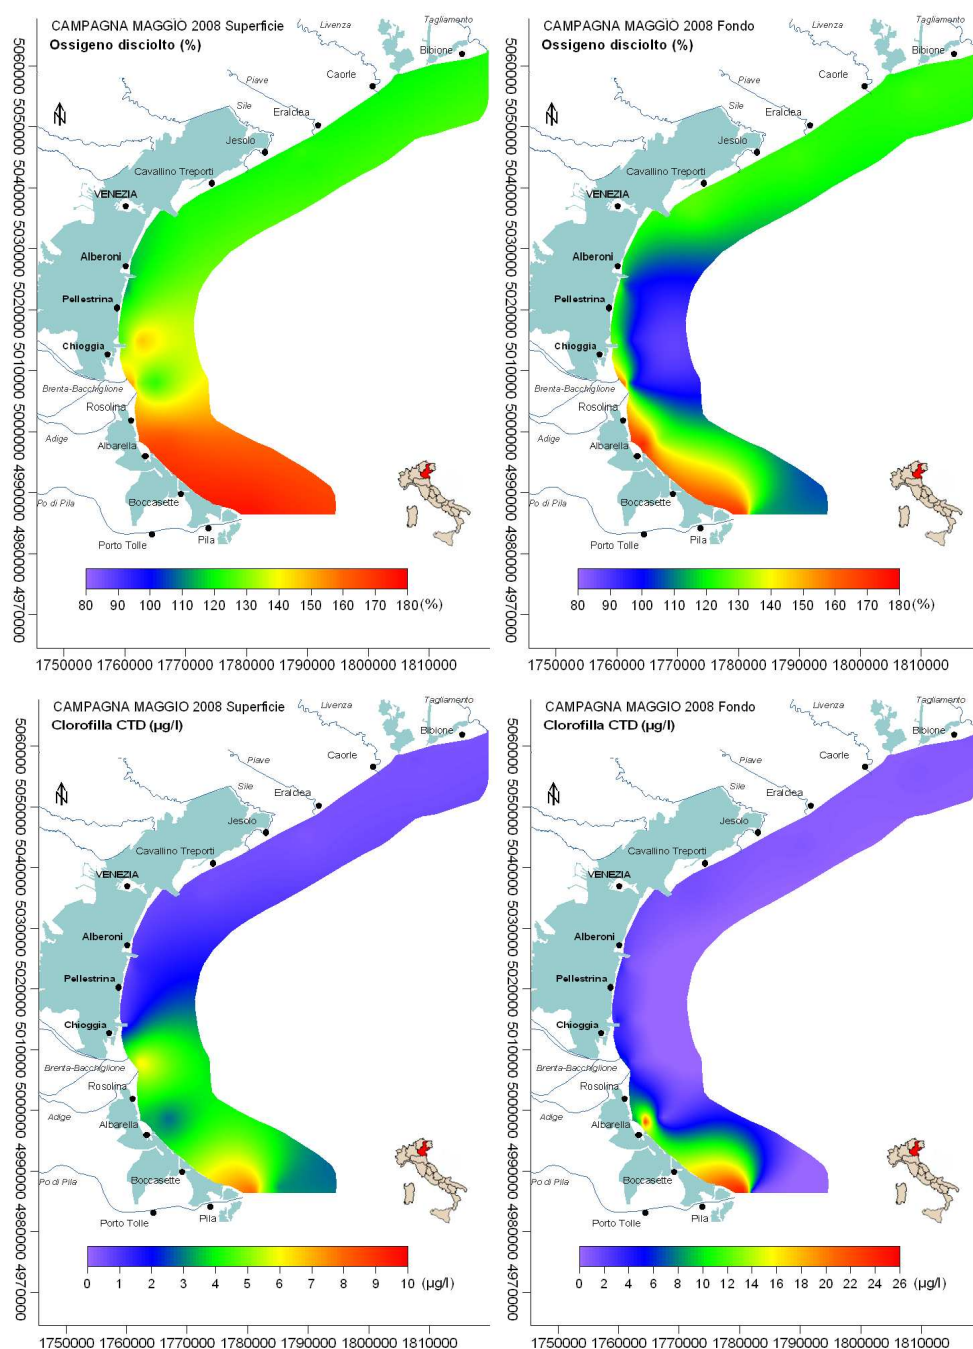 CAMPAGNA MAGGIO 2008 Superficie
Ossigeno disciolto (%)
Livenza
Tagliamento
Bibione
Caorle
Piave
Eraclea
Sile
Jesolo
Cavallino Treporti
VENEZIA
Alberoni
Pellestrina
Chioggia
Brenta-Bacchiglione
Rosolina
Adige
Albarella
Po di Pila
Boccasette
Porto Tolle
Pila
N
5060000
5050000
5040000
5030000
5020000
5010000
5000000
4990000
4980000
4970000
80 90 100 110 120 130 140 150 160 170 180 (%)
1750000 1760000 1770000 1780000 1790000 1800000 1810000
CAMPAGNA MAGGIO 2008 Fondo
Ossigeno disciolto (%)
Livenza
Tagliamento
Bibione
Caorle
Piave
Eraclea
Sile
Jesolo
Cavallino Treporti
VENEZIA
Alberoni
Pellestrina
Chioggia
Brenta-Bacchiglione
Rosolina
Adige
Albarella
Po di Pila
Boccasette
Porto Tolle
Pila
N
5060000
5050000
5040000
5030000
5020000
5010000
5000000
4990000
4980000
4970000
80 90 100 110 120 130 140 150 160 170 180 (%)
1750000 1760000 1770000 1780000 1790000 1800000 1810000
CAMPAGNA MAGGIO 2008 Superficie
Clorofilla CTD (µg/l)
Livenza
Tagliamento
Bibione
Caorle
Piave
Eraclea
Sile
Jesolo
Cavallino Treporti
VENEZIA
Alberoni
Pellestrina
Chioggia
Brenta-Bacchiglione
Rosolina
Adige
Albarella
Po di Pila
Boccasette
Porto Tolle
Pila
N
5060000
5050000
5040000
5030000
5020000
5010000
5000000
4990000
4980000
4970000
0 1 2 3 4 5 6 7 8 9 10 (µg/l)
1750000 1760000 1770000 1780000 1790000 1800000 1810000
CAMPAGNA MAGGIO 2008 Fondo
Clorofilla CTD (µg/l)
Livenza
Tagliamento
Bibione
Caorle
Piave
Eraclea
Sile
Jesolo
Cavallino Treporti
VENEZIA
Alberoni
Pellestrina
Chioggia
Brenta-Bacchiglione
Rosolina
Adige
Albarella
Po di Pila
Boccasette
Porto Tolle
Pila
N
5060000
5050000
5040000
5030000
5020000
5010000
5000000
4990000
4980000
4970000
0 2 4 6 8 10 12 14 16 18 20 22 24 26 (µg/l)
1750000 1760000 1770000 1780000 1790000 1800000 1810000